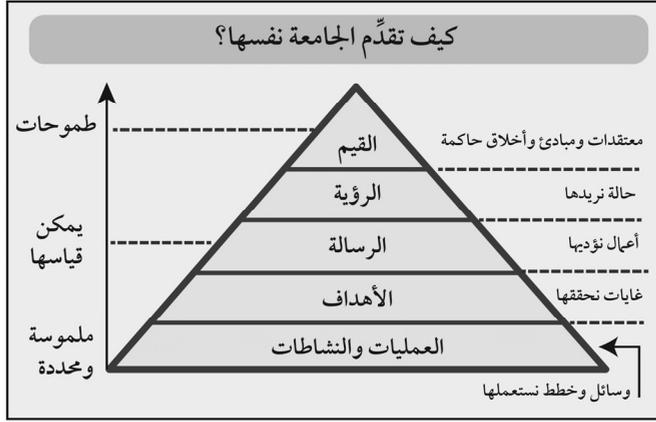 كيف تقدِّم الجامعة نفسها؟
القيم
معتقدات ومبادئ وأخلاق حاكمة
طموحات
الرؤية
حالة نريدها
الرسالة
أعمال نؤديها
يمكن
قياسها
الأهداف
غايات نحققها
العمليات والنشاطات
ملموسة
ومحددة
وسائل وخطط نستعملها